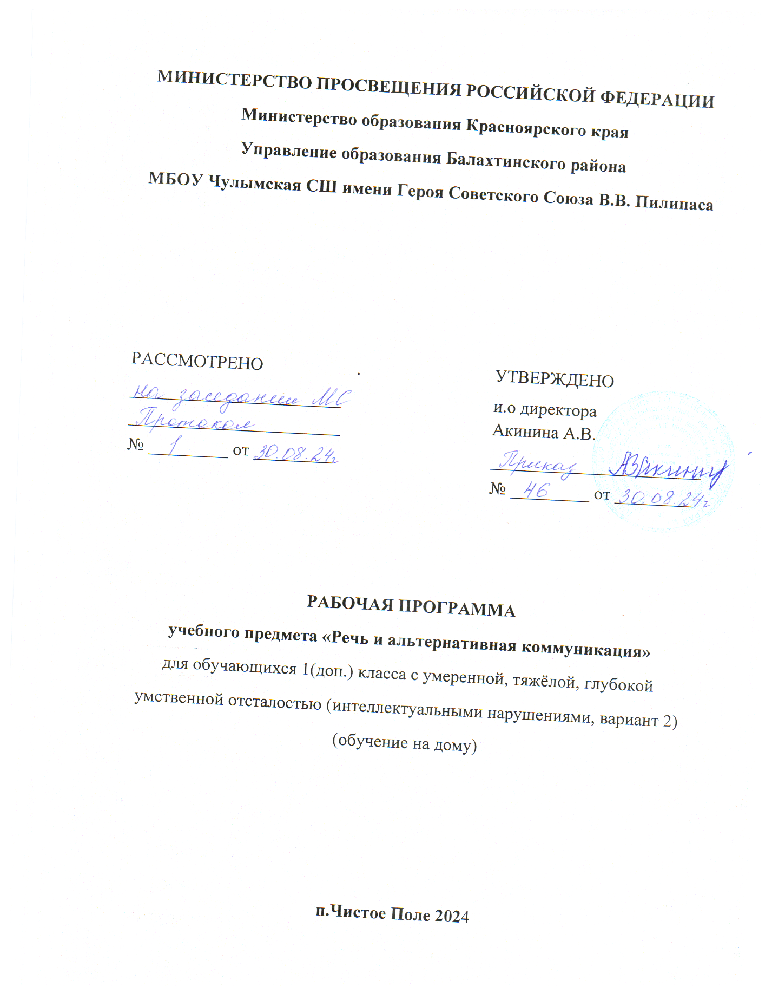 МИНИСТЕРСТВО ПРОСВЕЩЕНИЯ РОССИЙСКОЙ ФЕДЕРАЦИИ
Министерство образования Красноярского края
Управление образования Балахтинского района
МБОУ Чулымская СШ имени Героя Советского Союза В.В. Пилипаса
РАССМОТРЕНО
на заседании МС
Протокол
№ 1 от 30.08.24г
УТВЕРЖДЕНО
и.о директора
Акинина А.В.
Приказ АВАкинина
№ 46 от 30.08.24г
РАБОЧАЯ ПРОГРАММА
учебного предмета «Речь и альтернативная коммуникация»
для обучающихся 1(доп.) класса с умеренной, тяжёлой, глубокой
умственной отсталостью (интеллектуальными нарушениями, вариант 2)
(обучение на дому)
п.Чистое Поле 2024